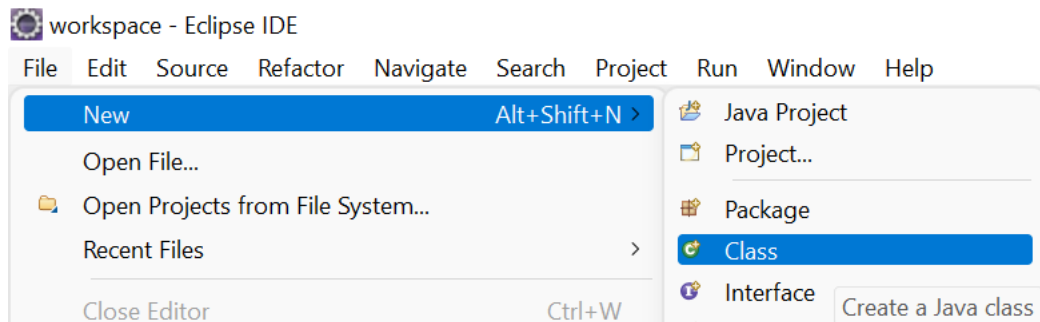 workspace - Eclipse IDE
File Edit Source Refactor Navigate Search Project Run Window Help
New Alt+Shift+N >
Open File...
Open Projects from File System...
Recent Files >
Close Editor Ctrl+W
Java Project
Project...
Package
Class
Interface
Create a Java class